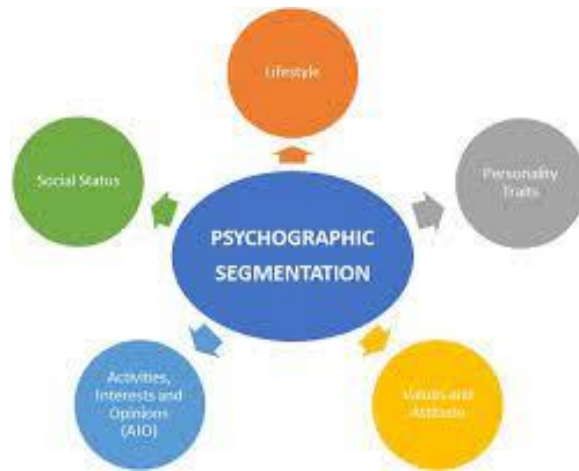 Lifestyle
Social Status
Personality
Traits
PSYCHOGRAPHIC
SEGMENTATION
Activities,
Interests and
Opinions
(AIO)
Values and
Attitude